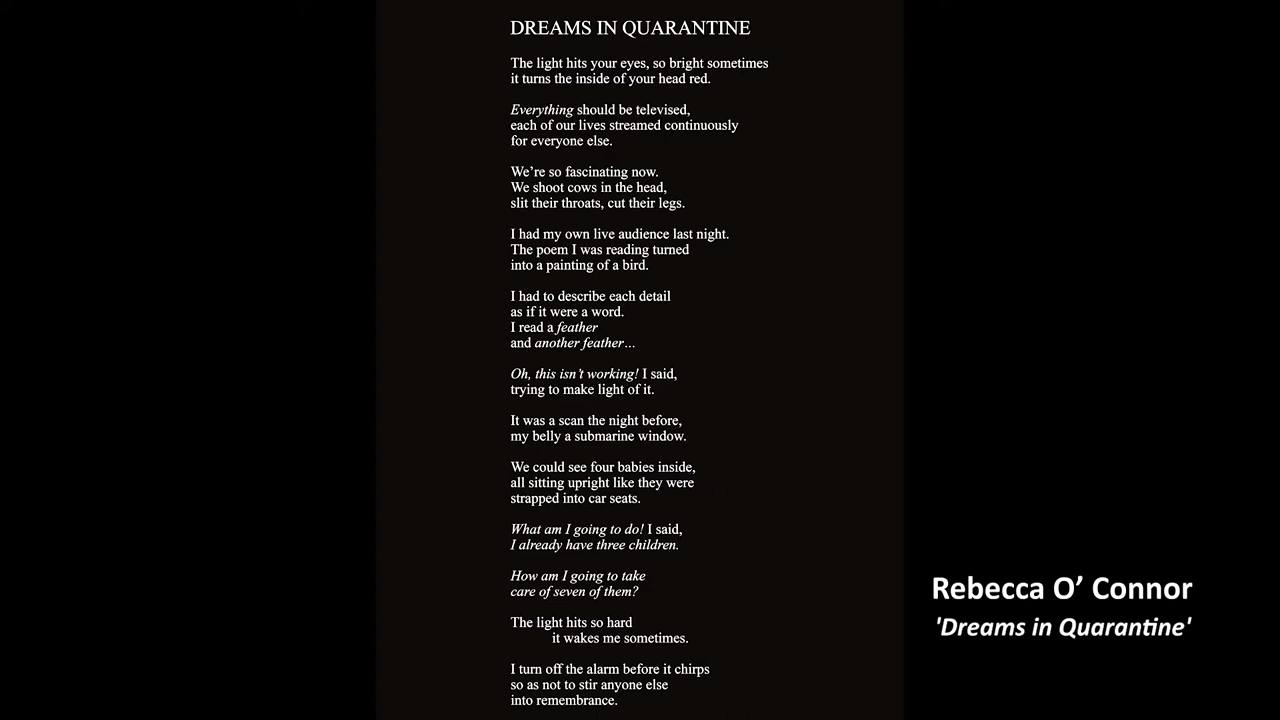 DREAMS IN QUARANTINE
The light hits your eyes, so bright sometimes
it turns the inside of your head red.
Everything should be televised,
each of our lives streamed continuously
for everyone else.
We're so fascinating now.
We shoot cows in the head,
slit their throats, cut their legs.
I had my own live audience last night.
The poem I was reading turned
into a painting of a bird.
I had to describe each detail
as if it were a word.
I read a feather
and another feather…
Oh, this isn't working! I said,
trying to make light of it.
It was a scan the night before,
my belly a submarine window.
We could see four babies inside,
all sitting upright like they were
strapped into car seats.
What am I going to do! I said,
I already have three children.
How am I going to take
care of seven of them?
The light hits so hard
it wakes me sometimes.
I turn off the alarm before it chirps
so as not to stir anyone else
into remembrance.
Rebecca O' Connor
'Dreams in Quarantine'